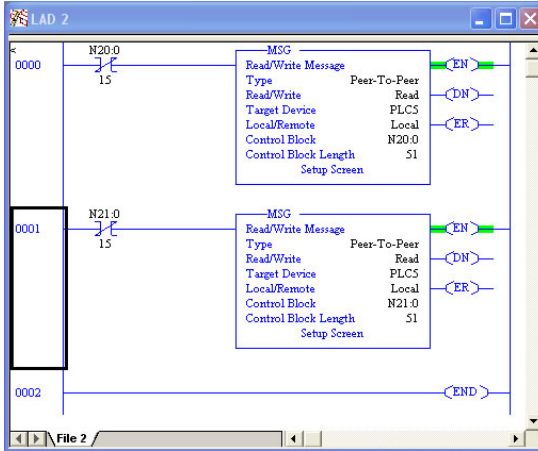 LAD 2
0000
N20:0
15
MSG
Read/Write Message
Type Peer-To-Peer
Read/Write Read
Target Device PLC5
Local/Remote Local
Control Block N20:0
Control Block Length 51
Setup Screen
EN
DN
ER
0001
N21:0
15
MSG
Read/Write Message
Type Peer-To-Peer
Read/Write Read
Target Device PLC5
Local/Remote Local
Control Block N21:0
Control Block Length 51
Setup Screen
EN
DN
ER
0002
END
File 2